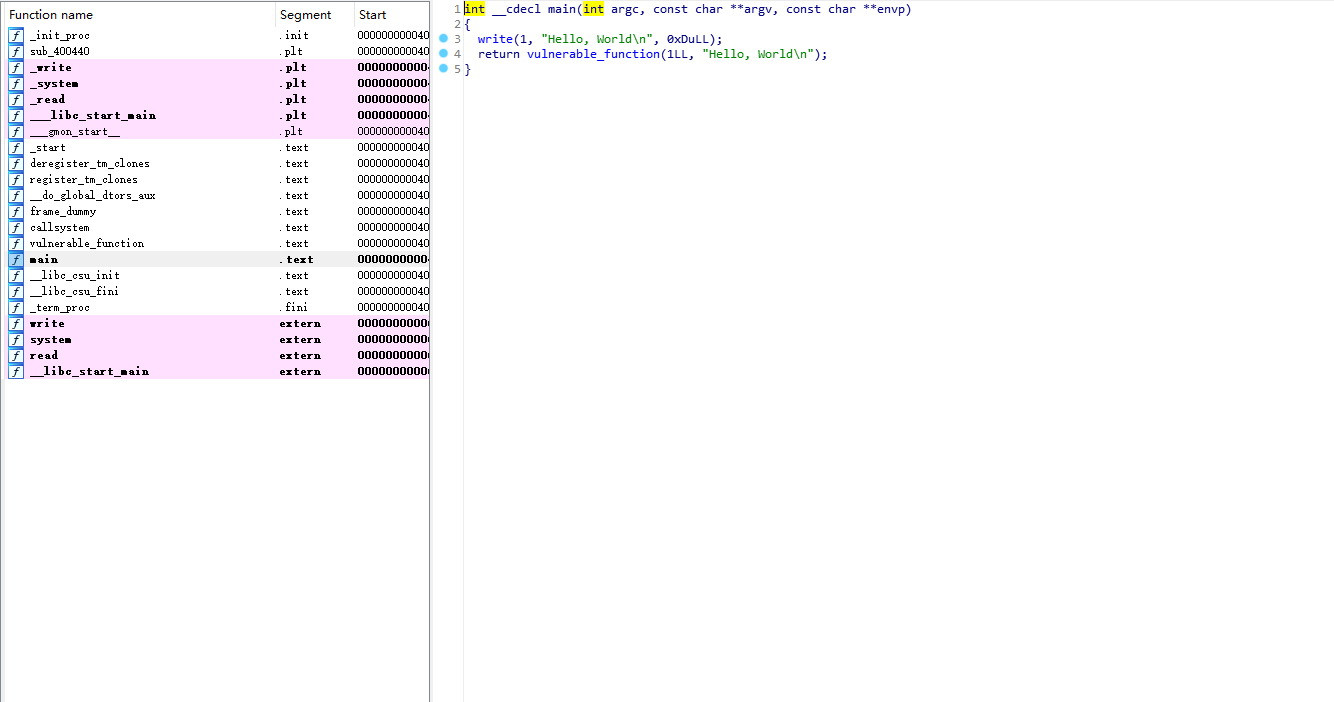 Function name Segment Start
f _init_proc .init 000000000040
f sub_400440 .plt 000000000040
f _write .plt 0000000000
f _system .plt 0000000000
f _read .plt 0000000000
f ___libc_start_main .plt 0000000000
f ___gmon_start__ .plt 000000000040
f _start .text 000000000040
f deregister_tm_clones .text 000000000040
f register_tm_clones .text 000000000040
f __do_global_dtors_aux .text 000000000040
f frame_dummy .text 000000000040
f callsystem .text 000000000040
f vulnerable_function .text 000000000040
f main .text 0000000000
f __libc_csu_init .text 000000000040
f __libc_csu_fini .text 000000000040
f _term_proc .fini 000000000040
f write extern 0000000000
f system extern 0000000000
f read extern 0000000000
f __libc_start_main extern 0000000000
1 int __cdecl main(int argc, const char **argv, const char **envp)
2 {
3 write(1, "Hello, World\n", 0xDuLL);
4 return vulnerable_function(1LL, "Hello, World\n");
5 }